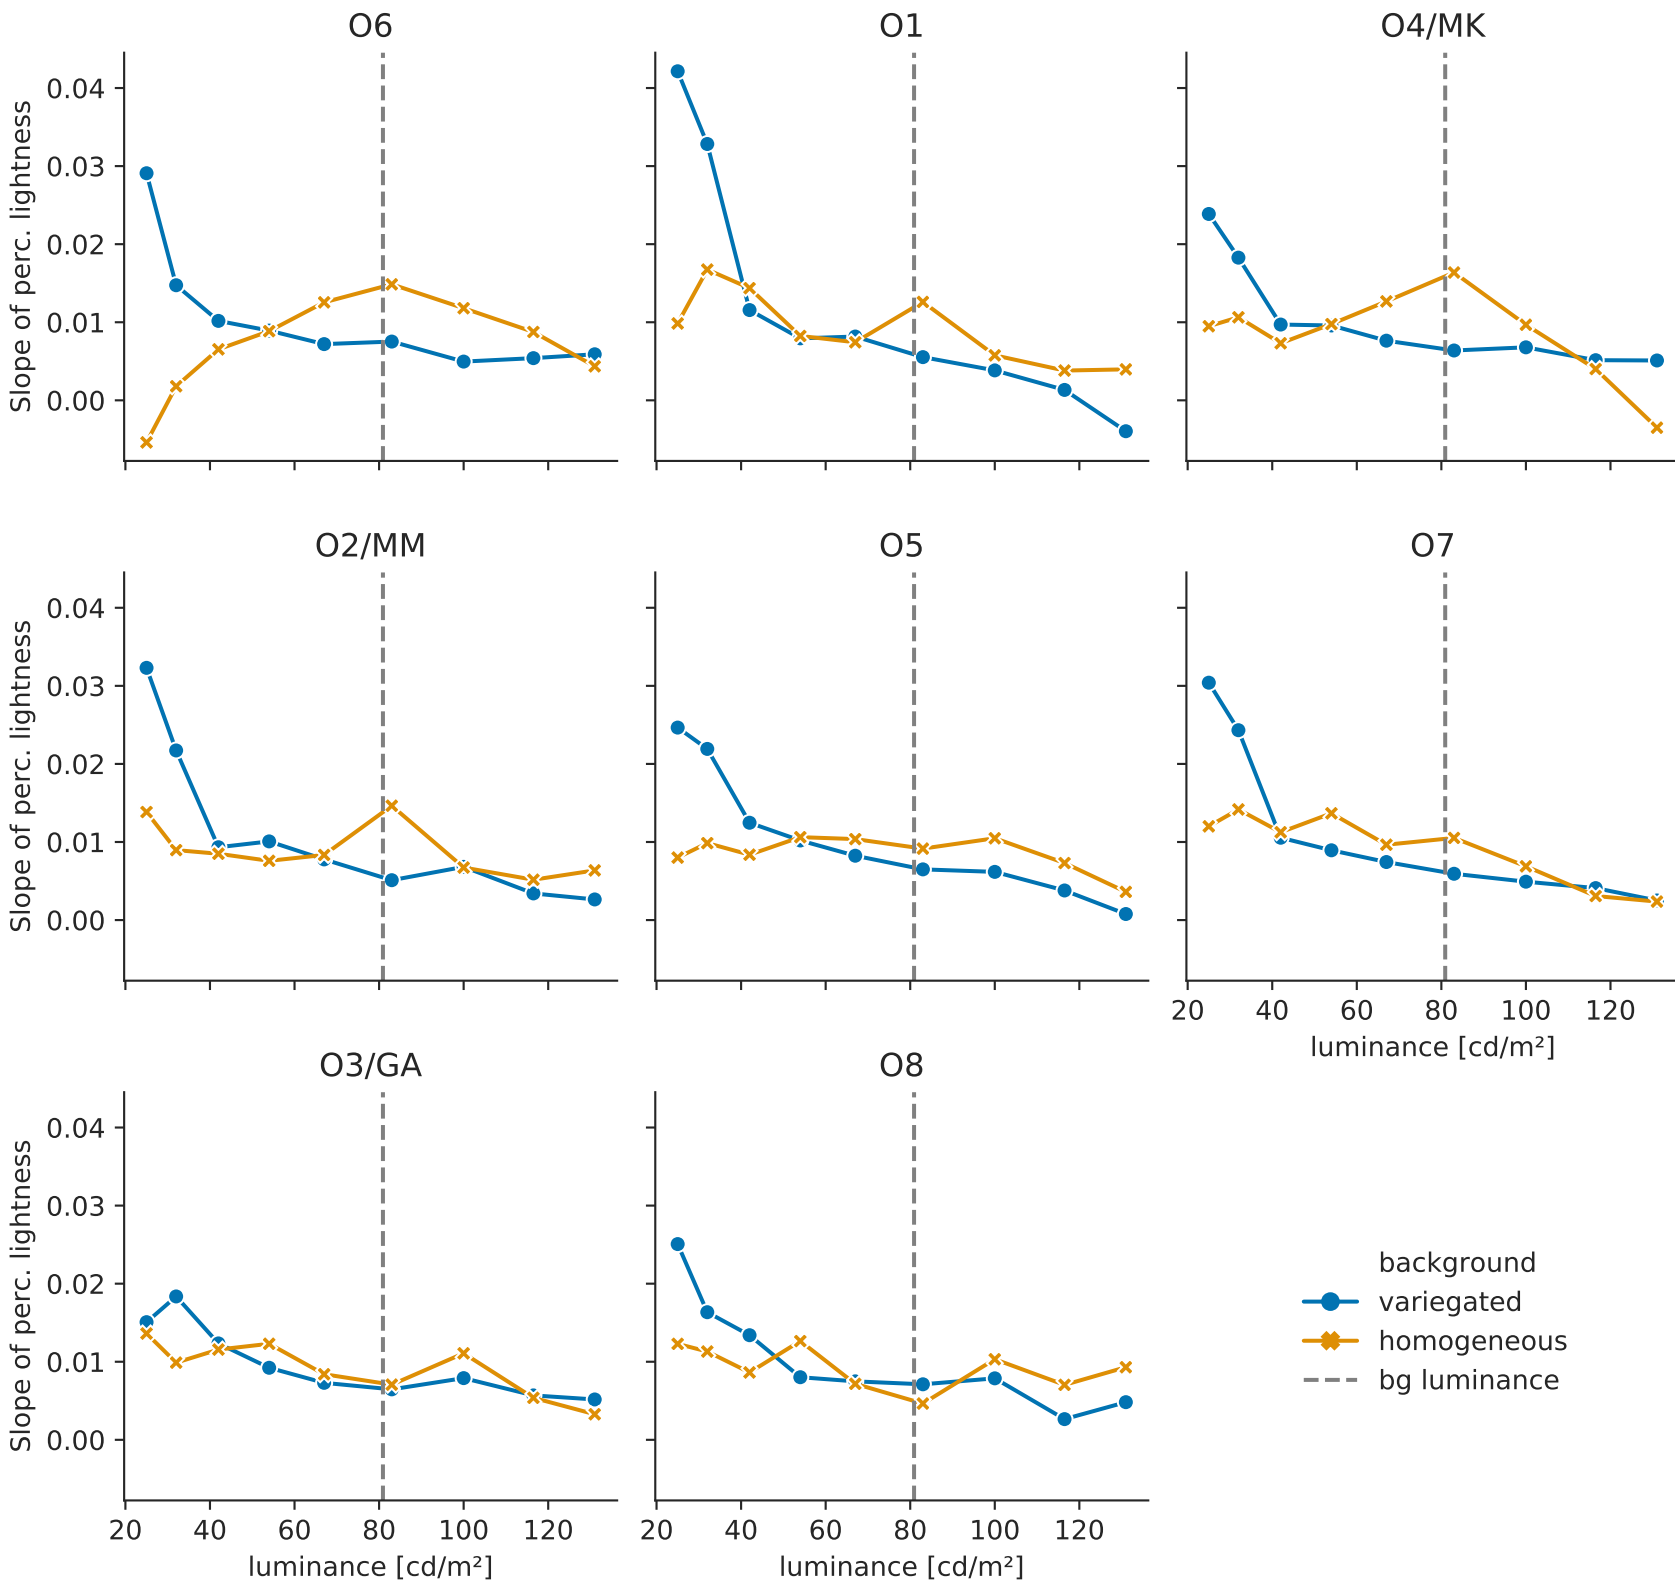 O6
O1
O4/MK
Slope of perc. lightness
0.04
0.03
0.02
0.01
0.00
O2/MM
O5
O7
Slope of perc. lightness
0.04
0.03
0.02
0.01
0.00
20 40 60 80 100 120
luminance [cd/m²]
O3/GA
O8
Slope of perc. lightness
0.04
0.03
0.02
0.01
0.00
20 40 60 80 100 120
luminance [cd/m²]
20 40 60 80 100 120
luminance [cd/m²]
background
variegated
homogeneous
bg luminance